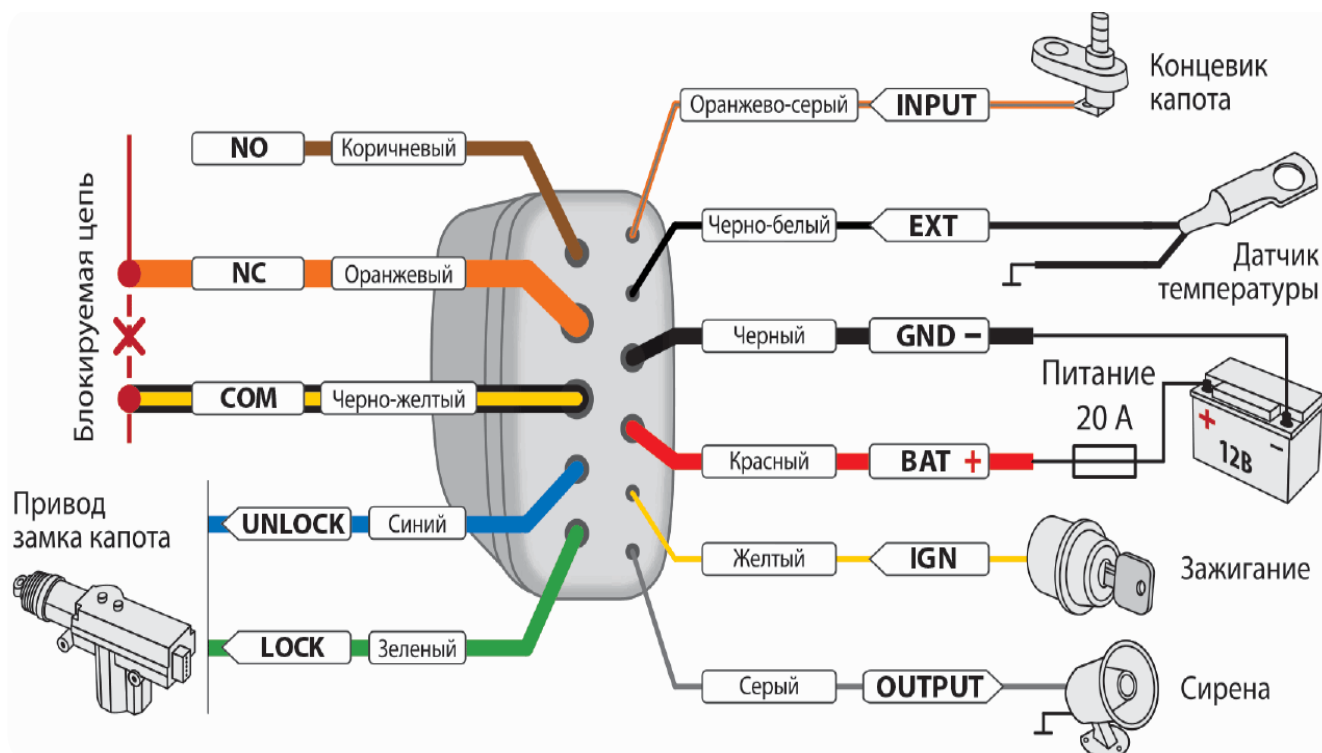 Концевик
капота
Оранжево-серый
INPUT
NO
Коричневый
Блокируемая цепь
Черно-белый
EXT
Датчик
температуры
NC
Оранжевый
Черный
GND –
Питание
20 А
COM
Черно-желтый
Красный
BAT +
+
–
12В
Привод
замка капота
UNLOCK
Синий
Желтый
IGN
Зажигание
LOCK
Зеленый
Серый
OUTPUT
Сирена